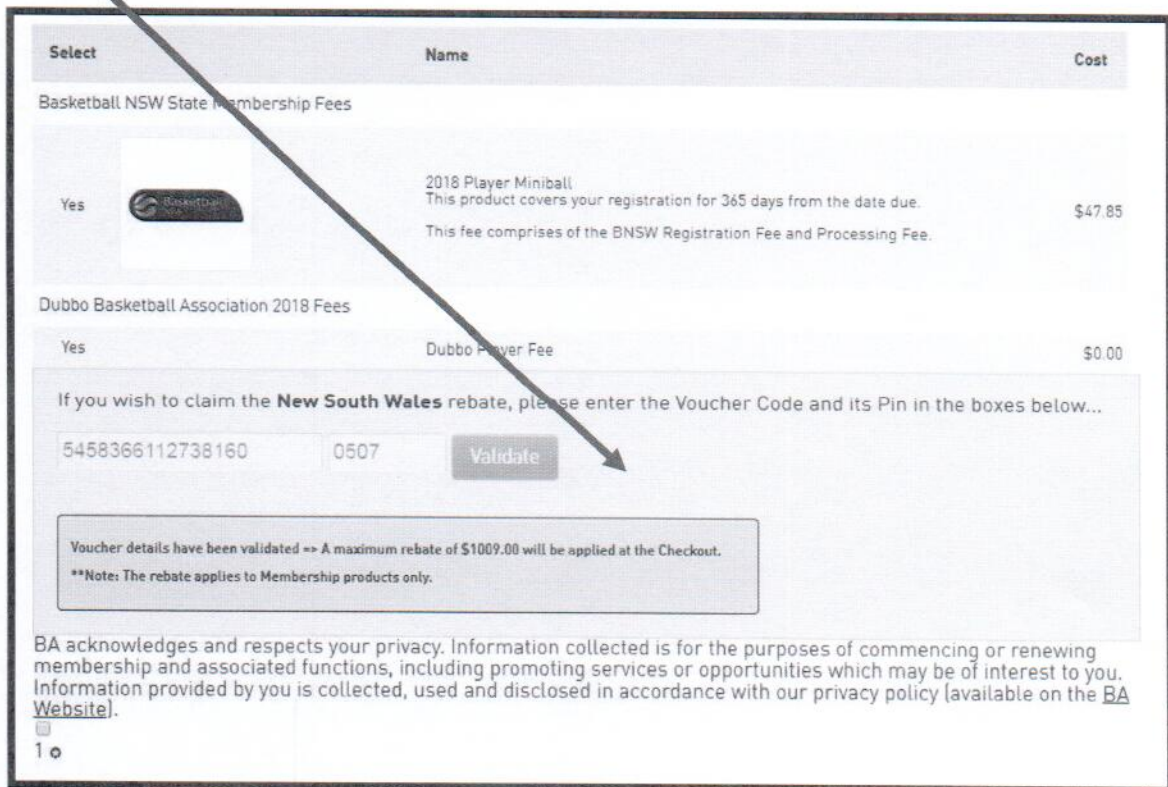 Select Name Cost
Basketball NSW State Membership Fees
2018 Player Miniball
This product covers your registration for 365 days from the date due.
Yes Basketball $47.85
This fee comprises of the BNSW Registration Fee and Processing Fee.
Dubbo Basketball Association 2018 Fees
Yes Dubbo Player Fee $0.00
If you wish to claim the New South Wales rebate, please enter the Voucher Code and its Pin in the boxes below...
5458366112738160 0507 Validate
Voucher details have been validated => A maximum rebate of $1009.00 will be applied at the Checkout.
**Note: The rebate applies to Membership products only.
BA acknowledges and respects your privacy. Information collected is for the purposes of commencing or renewing
membership and associated functions, including promoting services or opportunities which may be of interest to you.
Information provided by you is collected, used and disclosed in accordance with our privacy policy (available on the BA
Website).
1